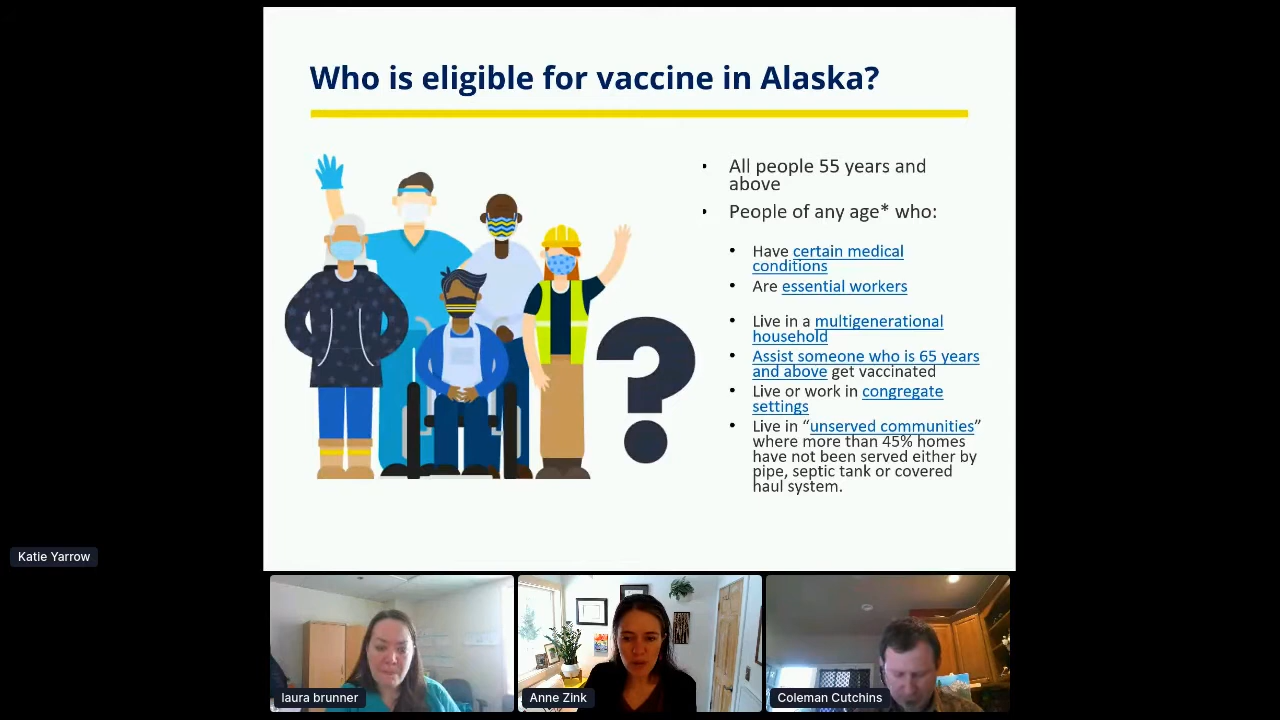 Who is eligible for vaccine in Alaska?
• All people 55 years and
above
• People of any age* who:
• Have certain medical
conditions
• Are essential workers
• Live in a multigenerational
household
• Assist someone who is 65 years
and above get vaccinated
• Live or work in congregate
settings
• Live in “unserved communities”
where more than 45% homes
have not been served either by
pipe, septic tank or covered
haul system.
Katie Yarrow
laura brunner
Anne Zink
Coleman Cutchins